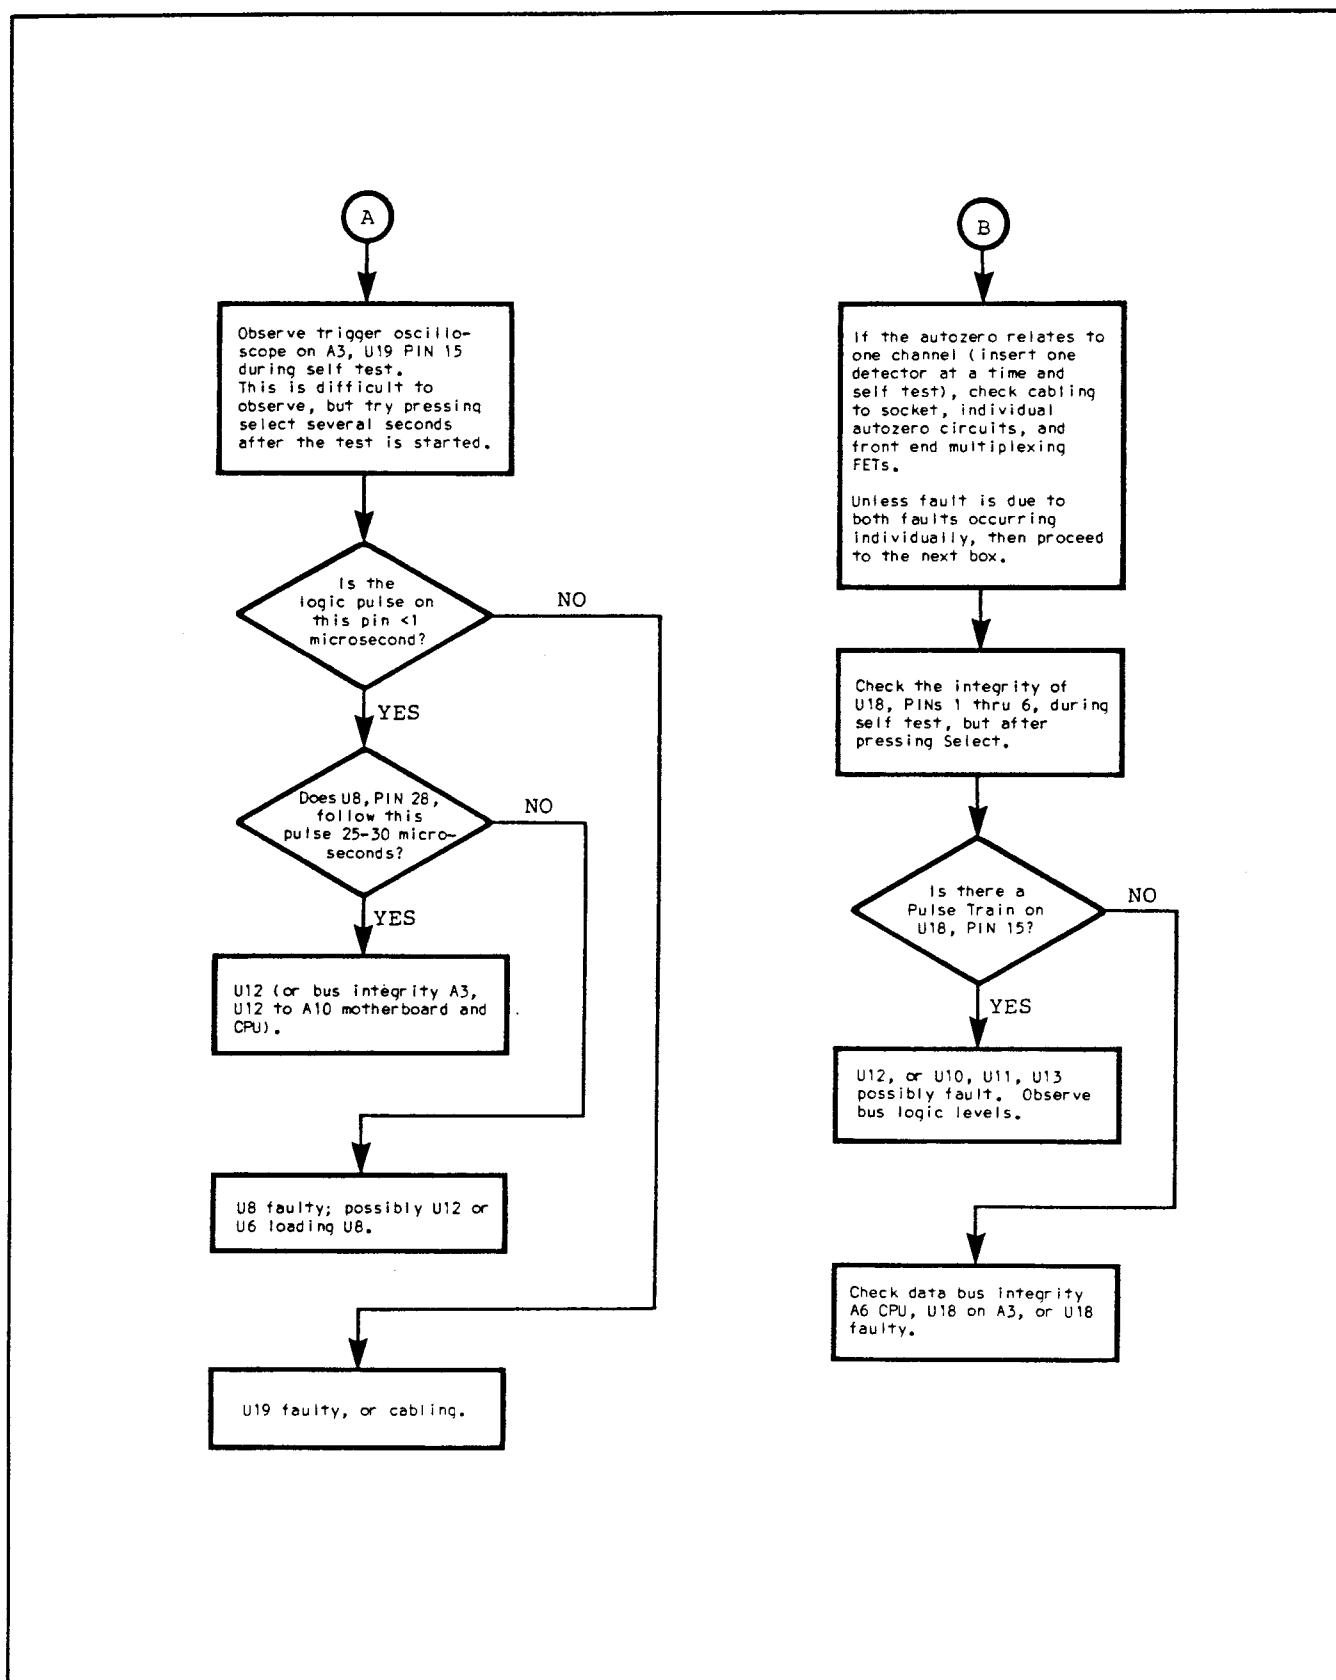 A
Observe trigger oscillo-
scope on A3, U19 PIN 15
during self test.
This is difficult to
observe, but try pressing
select several seconds
after the test is started.
Is the
logic pulse on
this pin <1
microsecond?
NO
YES
Does U8, PIN 28,
follow this
pulse 25-30 micro-
seconds?
NO
YES
U12 (or bus integrity A3,
U12 to A10 motherboard and
CPU).
U8 faulty; possibly U12 or
U6 loading U8.
U19 faulty, or cabling.
B
If the autozero relates to
one channel (insert one
detector at a time and
self test), check cabling
to socket, individual
autozero circuits, and
front end multiplexing
FETs.
Unless fault is due to
both faults occurring
individually, then proceed
to the next box.
Check the integrity of
U18, PINs 1 thru 6, during
self test, but after
pressing Select.
Is there a
Pulse Train on
U18, PIN 15?
NO
YES
U12, or U10, U11, U13
possibly fault. Observe
bus logic levels.
Check data bus integrity
A6 CPU, U18 on A3, or U18
faulty.